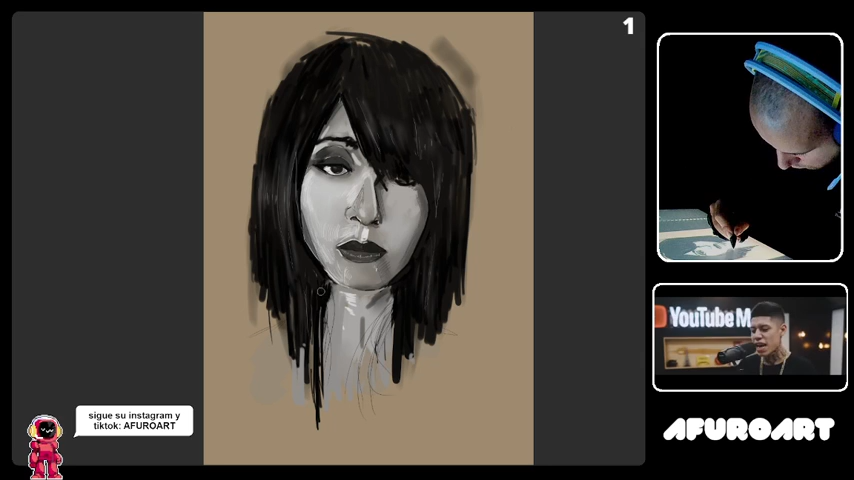 1
YouTube M
sigue su instagram y
tiktok: AFUROART
AFUROART